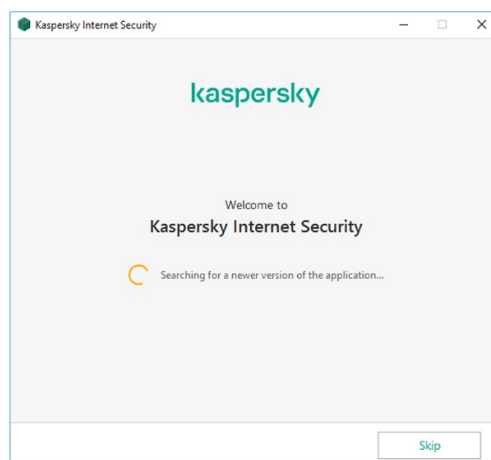 Kaspersky Internet Security
kaspersky
Welcome to
Kaspersky Internet Security
Searching for a newer version of the application...
Skip